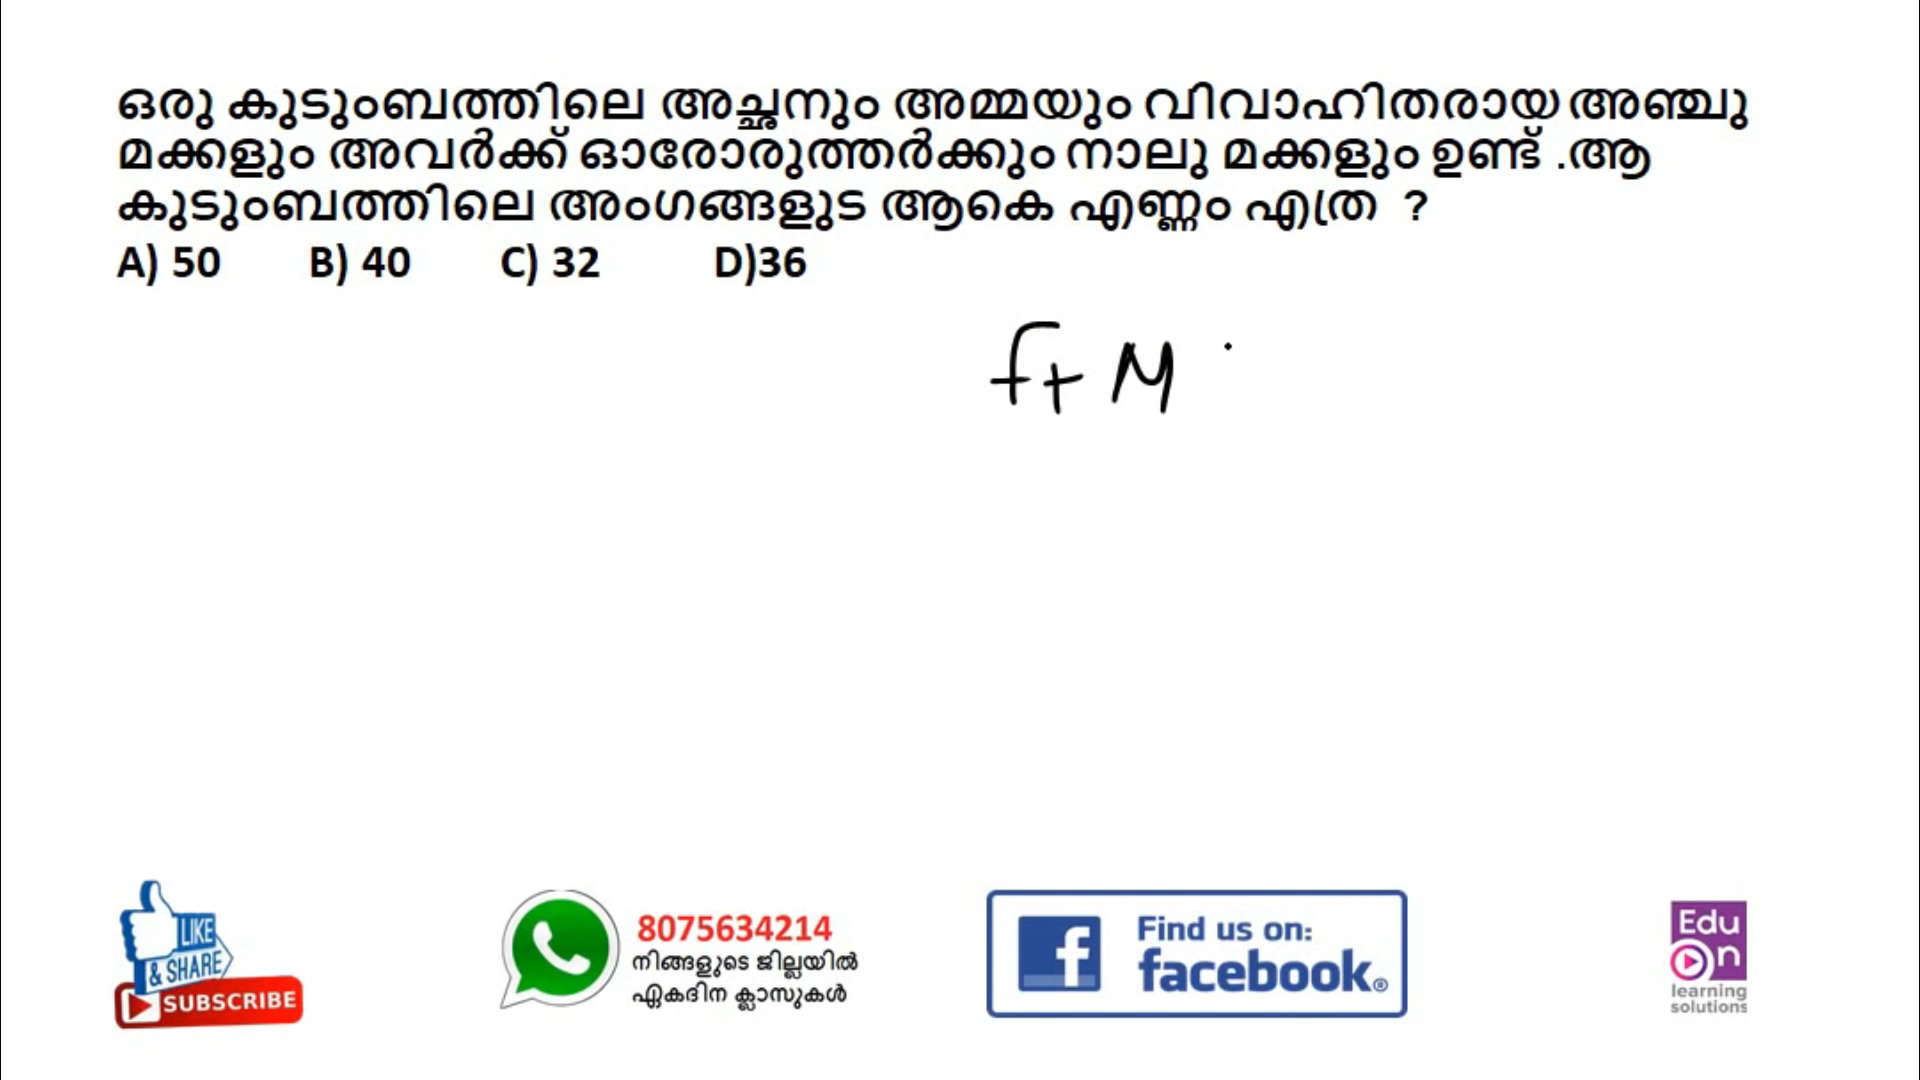 ഒരു കുടുംബത്തിലെ അച്ഛനും അമ്മയും വിവാഹിതരായ അഞ്ചു
മക്കളും അവർക്ക് ഓരോരുത്തർക്കും നാലു മക്കളും ഉണ്ട് .ആ
കുടുംബത്തിലെ അംഗങ്ങളുട ആകെ എണ്ണം എത്ര ?
A) 50 B) 40 C) 32 D)36
f+ M
LIKE
& SHARE
SUBSCRIBE
8075634214
നിങ്ങളുടെ ജില്ലയിൽ
ഏകദിന ക്ലാസുകൾ
f
Find us on:
facebook®
Edu
On
learning
solutions